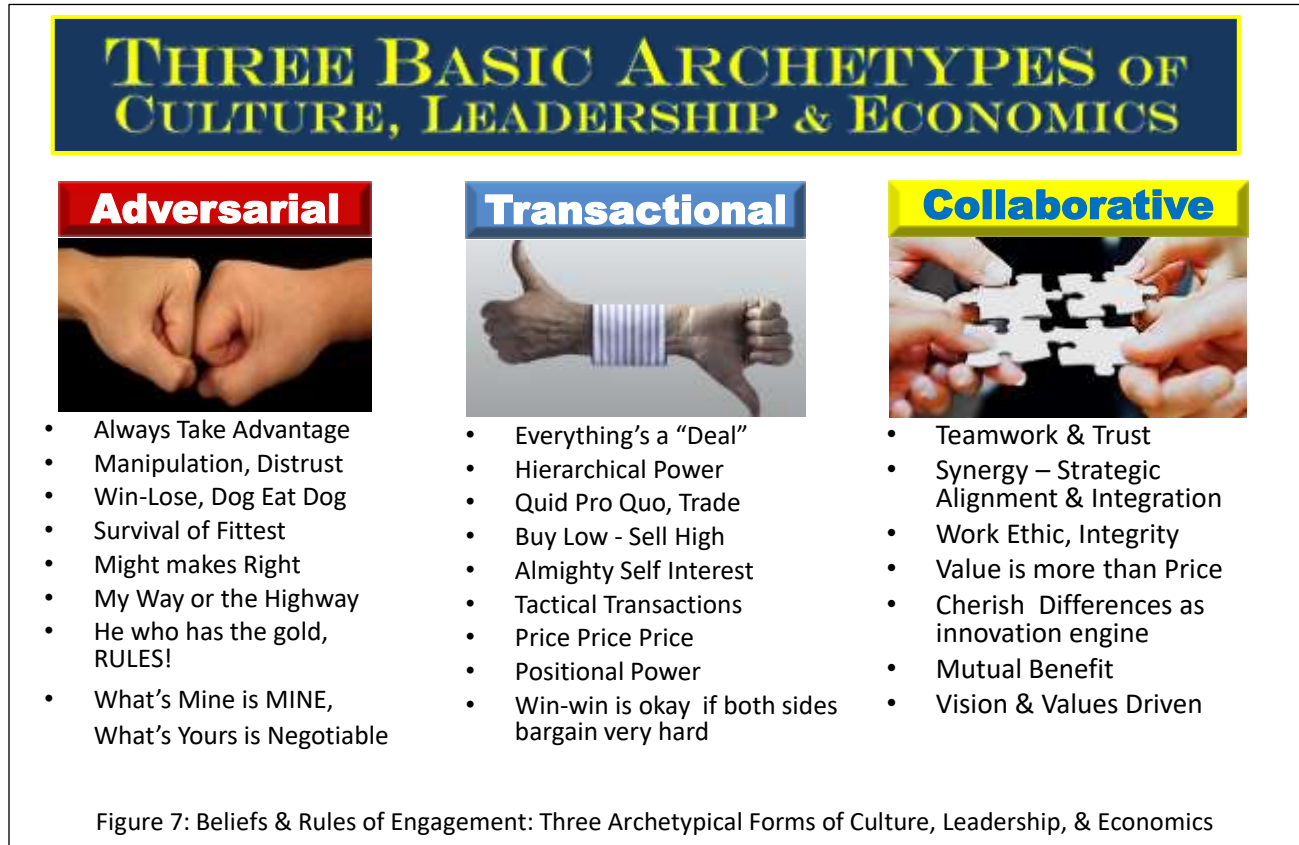 THREE BASIC ARCHETYPES OF
CULTURE, LEADERSHIP & ECONOMICS
Adversarial
• Always Take Advantage
• Manipulation, Distrust
• Win-Lose, Dog Eat Dog
• Survival of Fittest
• Might makes Right
• My Way or the Highway
• He who has the gold,
RULES!
• What’s Mine is MINE,
What’s Yours is Negotiable
Transactional
• Everything’s a “Deal”
• Hierarchical Power
• Quid Pro Quo, Trade
• Buy Low - Sell High
• Almighty Self Interest
• Tactical Transactions
• Price Price Price
• Positional Power
• Win-win is okay if both sides
bargain very hard
Collaborative
• Teamwork & Trust
• Synergy – Strategic
Alignment & Integration
• Work Ethic, Integrity
• Value is more than Price
• Cherish Differences as
innovation engine
• Mutual Benefit
• Vision & Values Driven
Figure 7: Beliefs & Rules of Engagement: Three Archetypical Forms of Culture, Leadership, & Economics